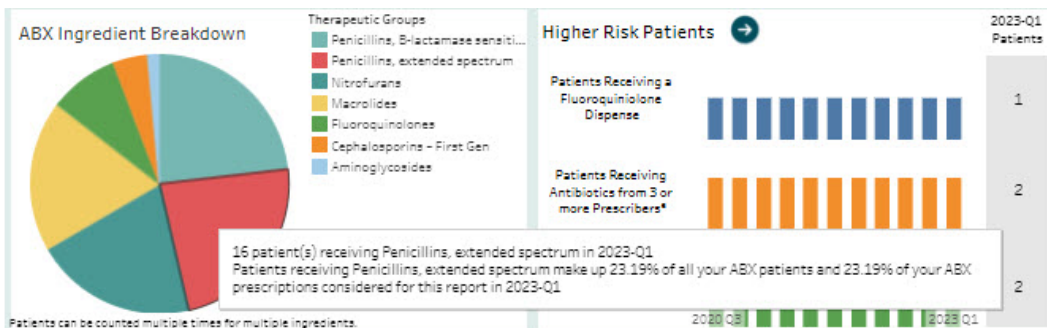 ABX Ingredient Breakdown
Therapeutic Groups
Penicillins, B-lactamase sensiti...
Penicillins, extended spectrum
Nitrofurans
Macrolides
Fluoroquinolones
Cephalosporins – First Gen
Aminoglycosides
Patients can be counted multiple times for multiple ingredients.
Higher Risk Patients
2023-Q1
Patients
Patients Receiving a
Fluoroquiniolone
Dispense
1
Patients Receiving
Antibiotics from 3 or
more Prescribers*
2
16 patient(s) receiving Penicillins, extended spectrum in 2023-Q1
Patients receiving Penicillins, extended spectrum make up 23.19% of all your ABX patients and 23.19% of your ABX
prescriptions considered for this report in 2023-Q1
2
2020 Q3
2023 Q1